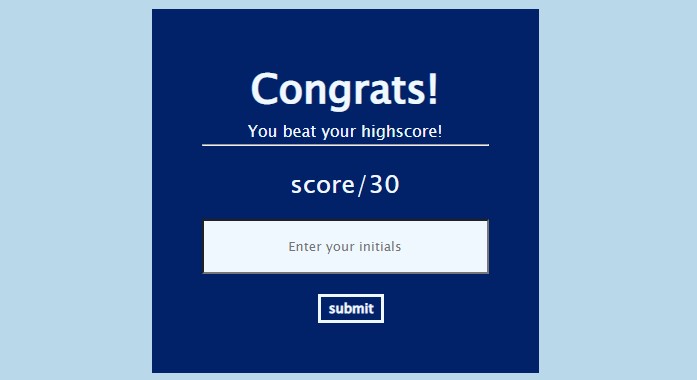 Congrats!
You beat your highscore!
score/30
Enter your initials
submit